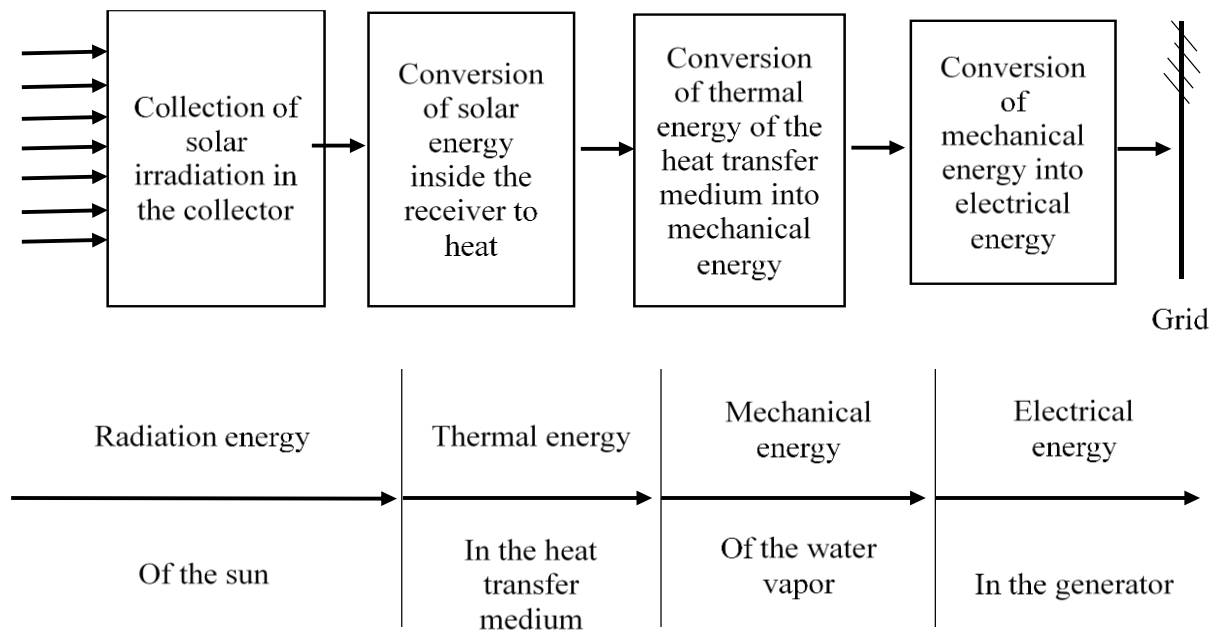 Collection of
solar
irradiation in
the collector
Conversion
of solar
energy
inside the
receiver to
heat
Conversion
of thermal
energy of the
heat transfer
medium into
mechanical
energy
Conversion
of
mechanical
energy into
electrical
energy
Grid
Radiation energy
Thermal energy
Mechanical
energy
Electrical
energy
Of the sun
In the heat
transfer
medium
Of the water
vapor
In the generator